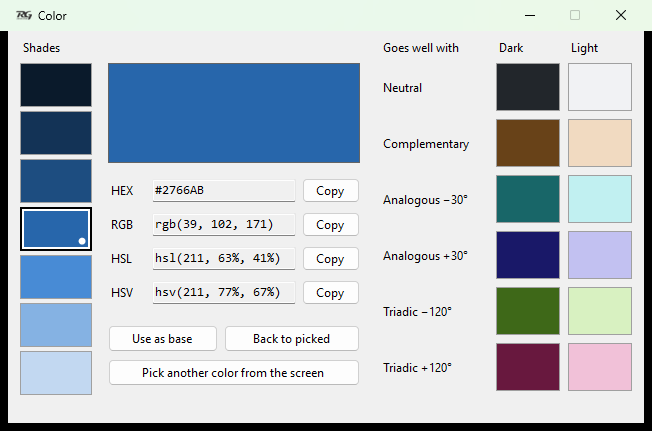 RG Color
Shades
Goes well with Dark Light
Neutral
HEX #2766AB Copy
RGB rgb(39, 102, 171) Copy
HSL hsl(211, 63%, 41%) Copy
HSV hsv(211, 77%, 67%) Copy
Use as base Back to picked
Pick another color from the screen
Complementary
Analogous −30°
Analogous +30°
Triadic −120°
Triadic +120°